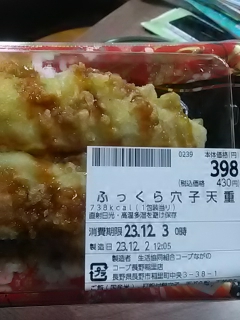 0239
本体価格(円)
398
(税込価格)
430円
ふっくら穴子天重
738kcal(1包装当り)
直射日光・高温多湿を避け保存
消費期限 23.12. 3 0時
製造日 23.12. 2 12:05
製造者 生活協同組合コープながの
コープ長野稲田店
長野県長野市稲田町中央3-38-1